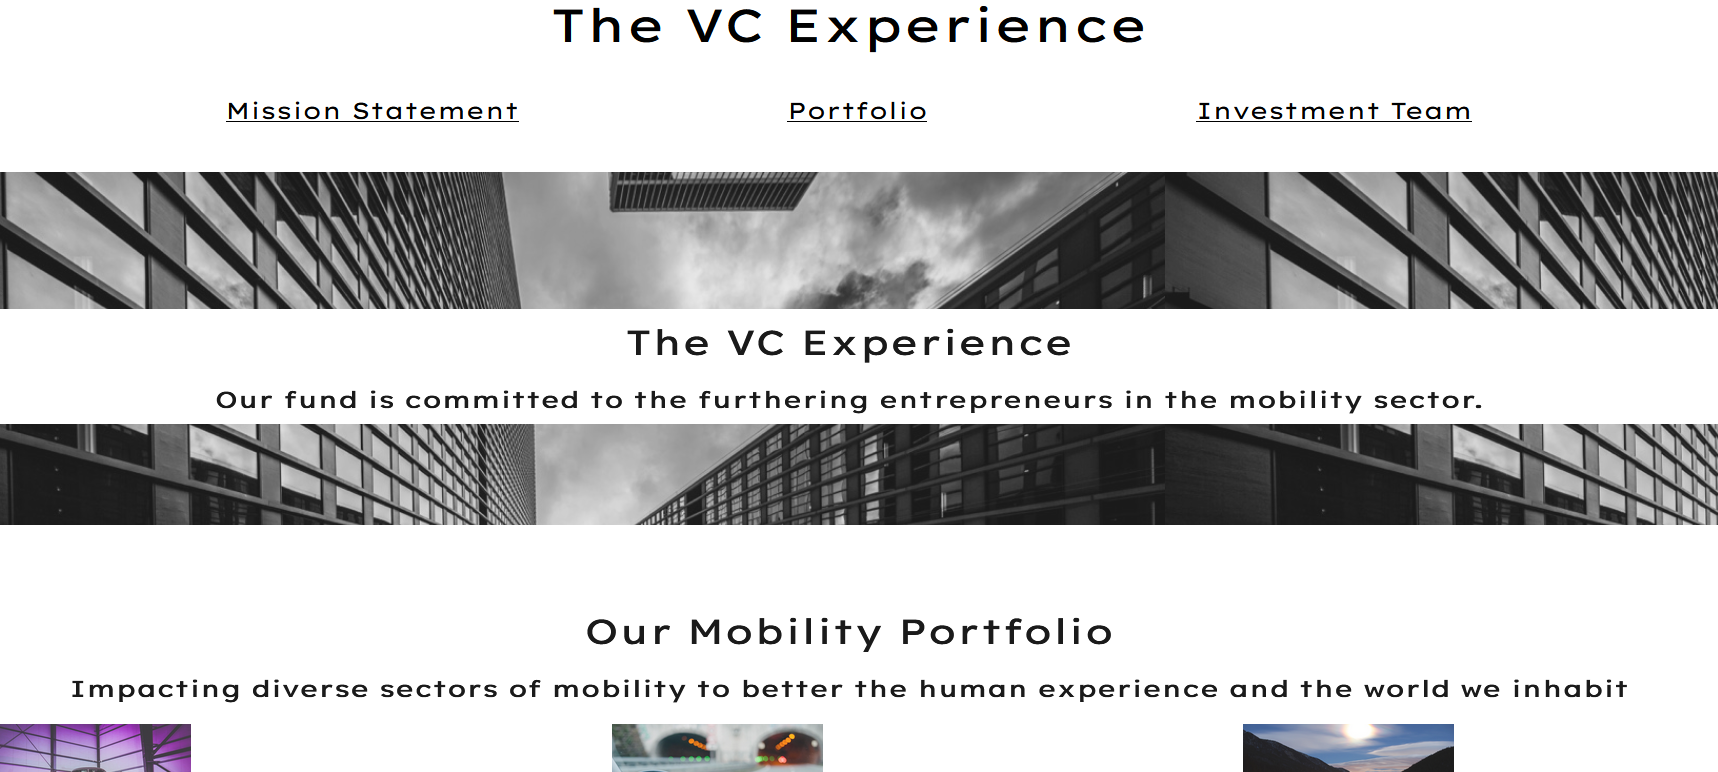 The VC Experience
Mission Statement
Portfolio
Investment Team
The VC Experience
Our fund is committed to the furthering entrepreneurs in the mobility sector.
Our Mobility Portfolio
Impacting diverse sectors of mobility to better the human experience and the world we inhabit